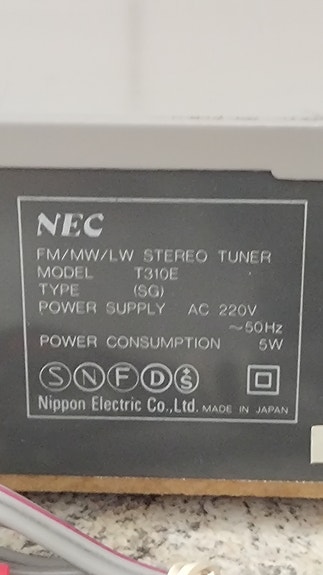 NEC
FM/MW/LW STEREO TUNER
MODEL T310E
TYPE (SG)
POWER SUPPLY AC 220V
~50Hz
POWER CONSUMPTION 5W
S N F D S
Nippon Electric Co.,Ltd. MADE IN JAPAN